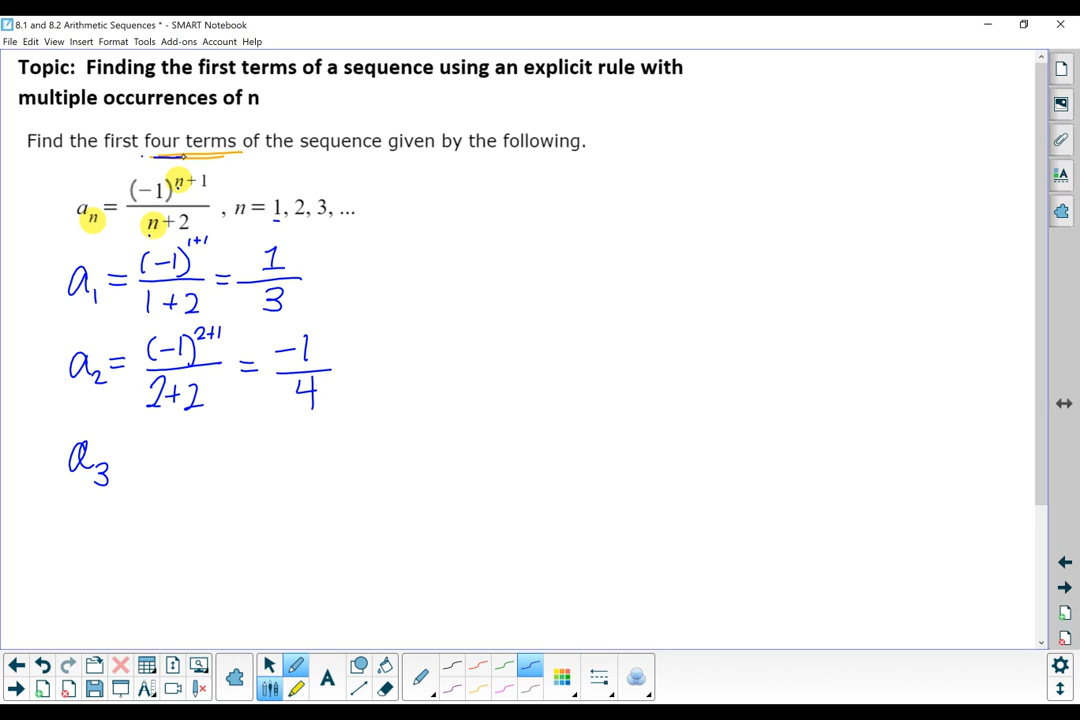 8.1 and 8.2 Arithmetic Sequences * - SMART Notebook
File Edit View Insert Format Tools Add-ons Account Help
Topic: Finding the first terms of a sequence using an explicit rule with
multiple occurrences of n
Find the first four terms of the sequence given by the following.
aₙ = (−1)ⁿ⁺¹ / n+2 , n = 1, 2, 3, ...
a₁ = (−1)¹⁺¹ / 1+2 = 1/3
a₂ = (−1)²⁺¹ / 2+2 = −1/4
a₃